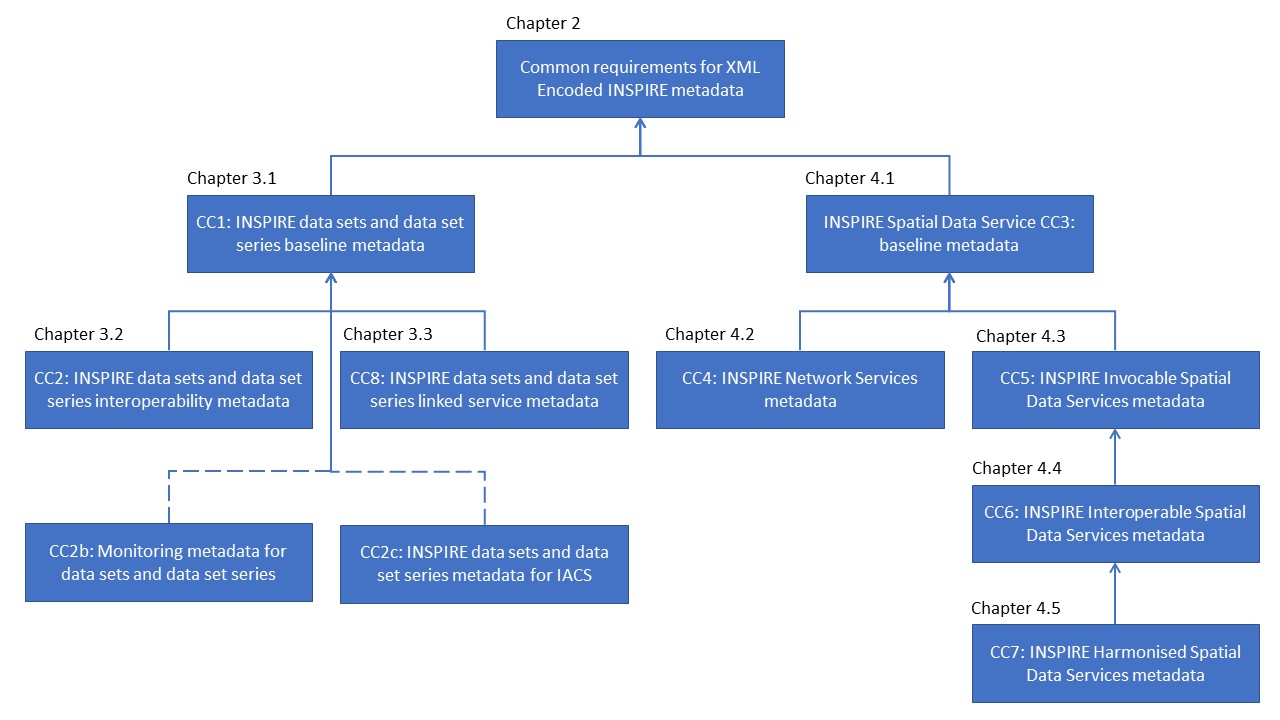 Chapter 2
Common requirements for XML
Encoded INSPIRE metadata
Chapter 3.1
CC1: INSPIRE data sets and data set
series baseline metadata
Chapter 4.1
INSPIRE Spatial Data Service CC3:
baseline metadata
Chapter 3.2
CC2: INSPIRE data sets and data set
series interoperability metadata
Chapter 3.3
CC8: INSPIRE data sets and data set
series linked service metadata
Chapter 4.2
CC4: INSPIRE Network Services
metadata
Chapter 4.3
CC5: INSPIRE Invocable Spatial
Data Services metadata
Chapter 4.4
CC6: INSPIRE Interoperable Spatial
Data Services metadata
CC2b: Monitoring metadata for
data sets and data set series
CC2c: INSPIRE data sets and data
set series metadata for IACS
Chapter 4.5
CC7: INSPIRE Harmonised Spatial
Data Services metadata